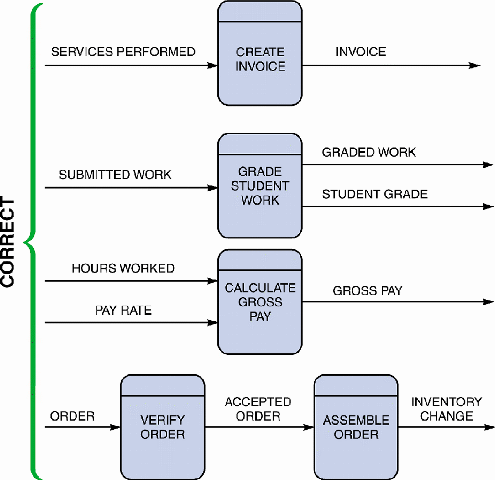 CORRECT
SERVICES PERFORMED
CREATE
INVOICE
INVOICE
SUBMITTED WORK
GRADE
STUDENT
WORK
GRADED WORK
STUDENT GRADE
HOURS WORKED
PAY RATE
CALCULATE
GROSS
PAY
GROSS PAY
ORDER
VERIFY
ORDER
ACCEPTED
ORDER
ASSEMBLE
ORDER
INVENTORY
CHANGE